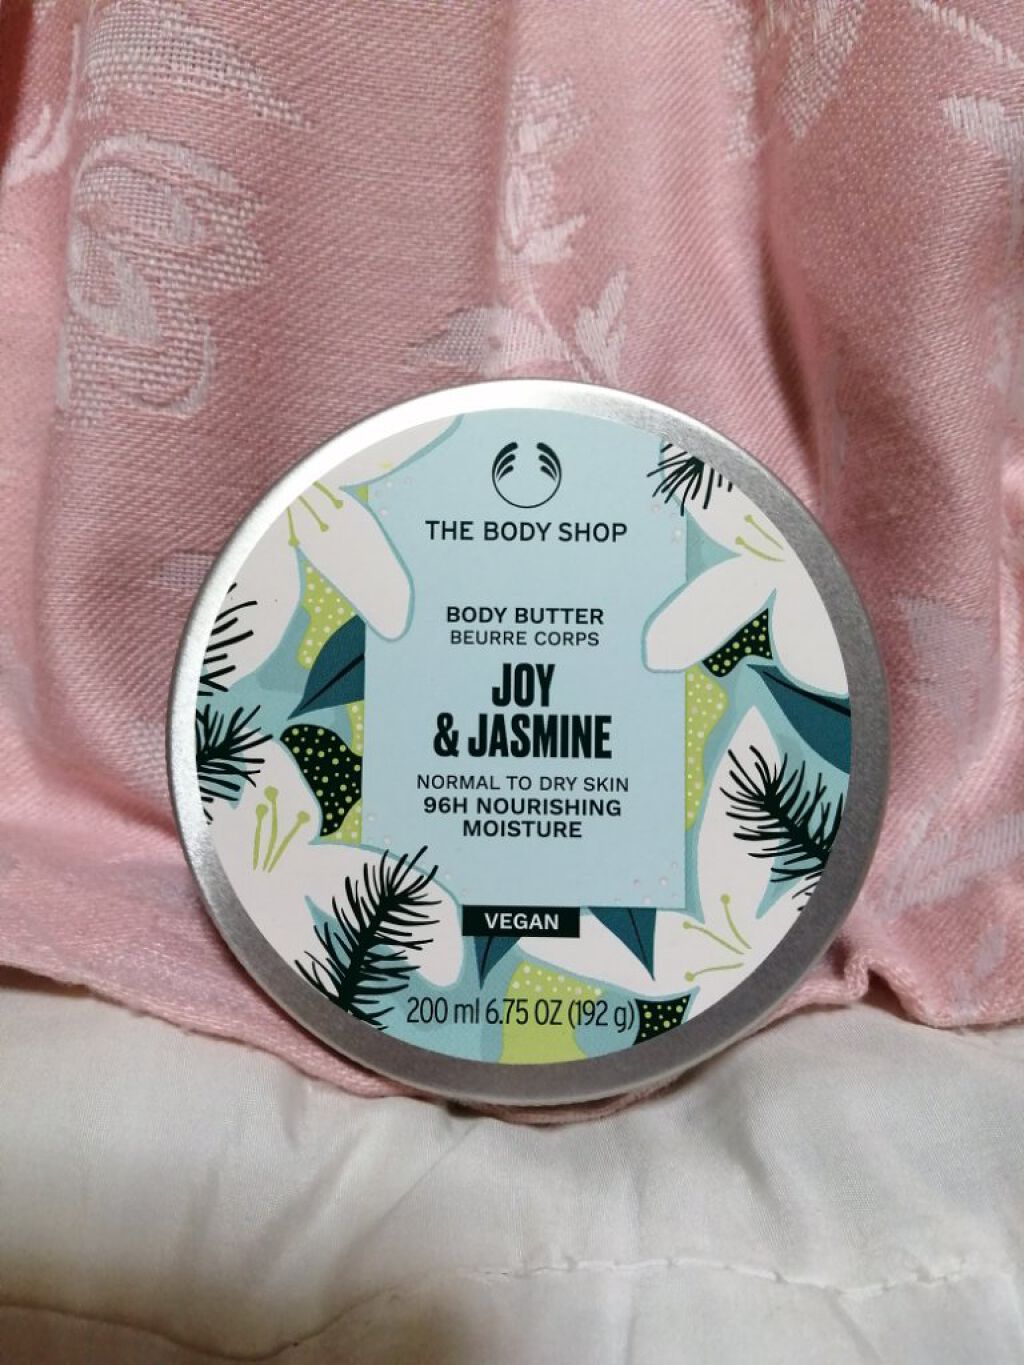 THE BODY SHOP
BODY BUTTER
BEURRE CORPS
JOY
& JASMINE
NORMAL TO DRY SKIN
96H NOURISHING
MOISTURE
VEGAN
200 ml 6.75 OZ (192 g)